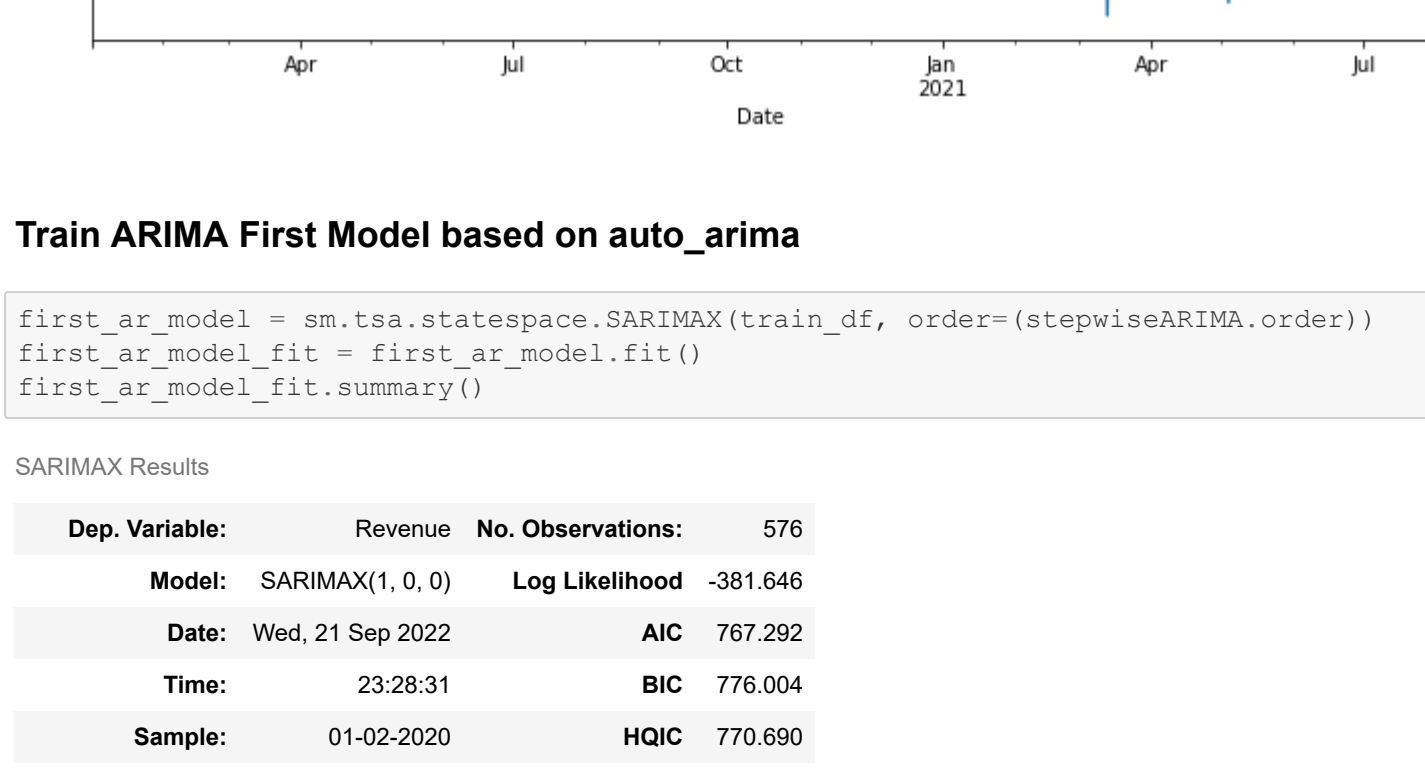 Apr Jul Oct Jan Apr Jul
2021
Date
Train ARIMA First Model based on auto_arima
first_ar_model = sm.tsa.statespace.SARIMAX(train_df, order=(stepwiseARIMA.order))
first_ar_model_fit = first_ar_model.fit()
first_ar_model_fit.summary()
SARIMAX Results
Dep. Variable: Revenue No. Observations: 576
Model: SARIMAX(1, 0, 0) Log Likelihood -381.646
Date: Wed, 21 Sep 2022 AIC 767.292
Time: 23:28:31 BIC 776.004
Sample: 01-02-2020 HQIC 770.690